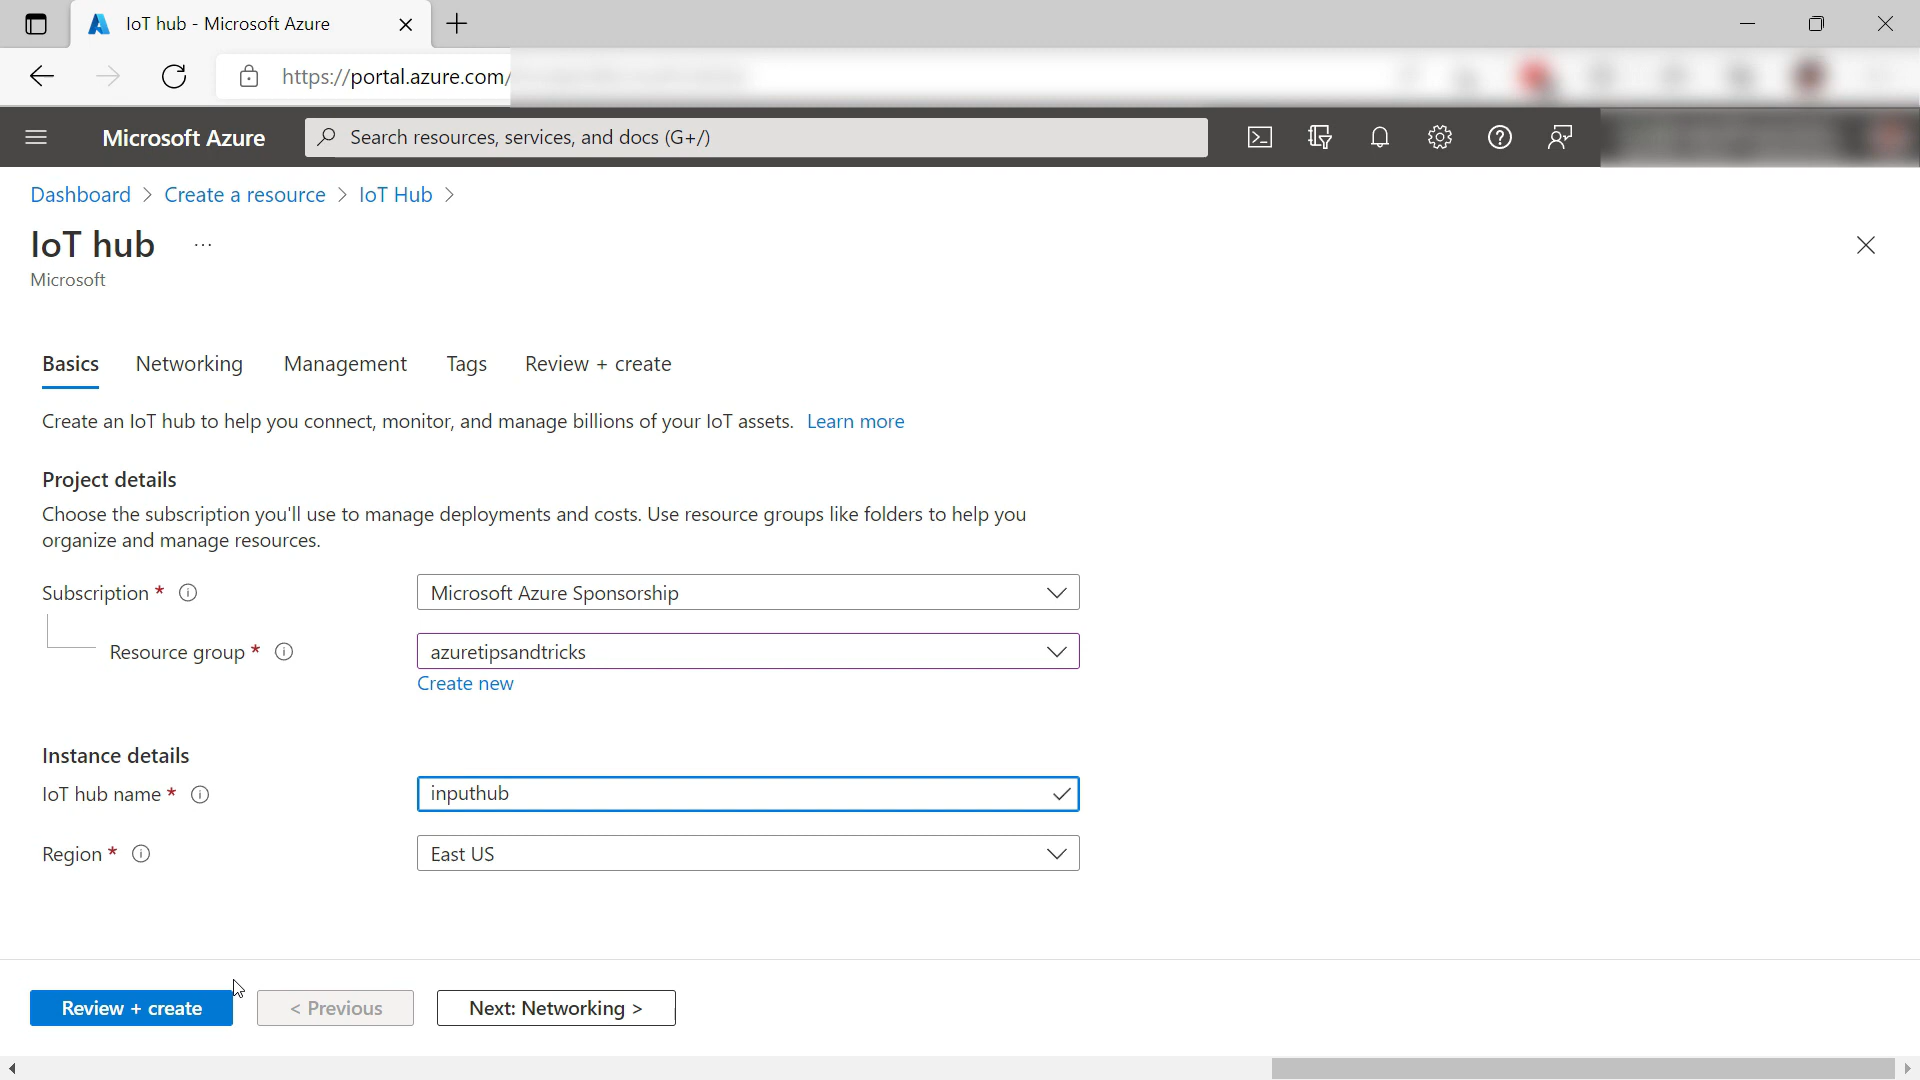 IoT hub - Microsoft Azure
https://portal.azure.com/
Microsoft Azure
Search resources, services, and docs (G+/)
Dashboard > Create a resource > IoT Hub >
IoT hub ...
Microsoft
Basics Networking Management Tags Review + create
Create an IoT hub to help you connect, monitor, and manage billions of your IoT assets. Learn more
Project details
Choose the subscription you'll use to manage deployments and costs. Use resource groups like folders to help you
organize and manage resources.
Subscription * Microsoft Azure Sponsorship
Resource group * azuretipsandtricks
Create new
Instance details
IoT hub name * inputhub
Region * East US
Review + create < Previous Next: Networking >